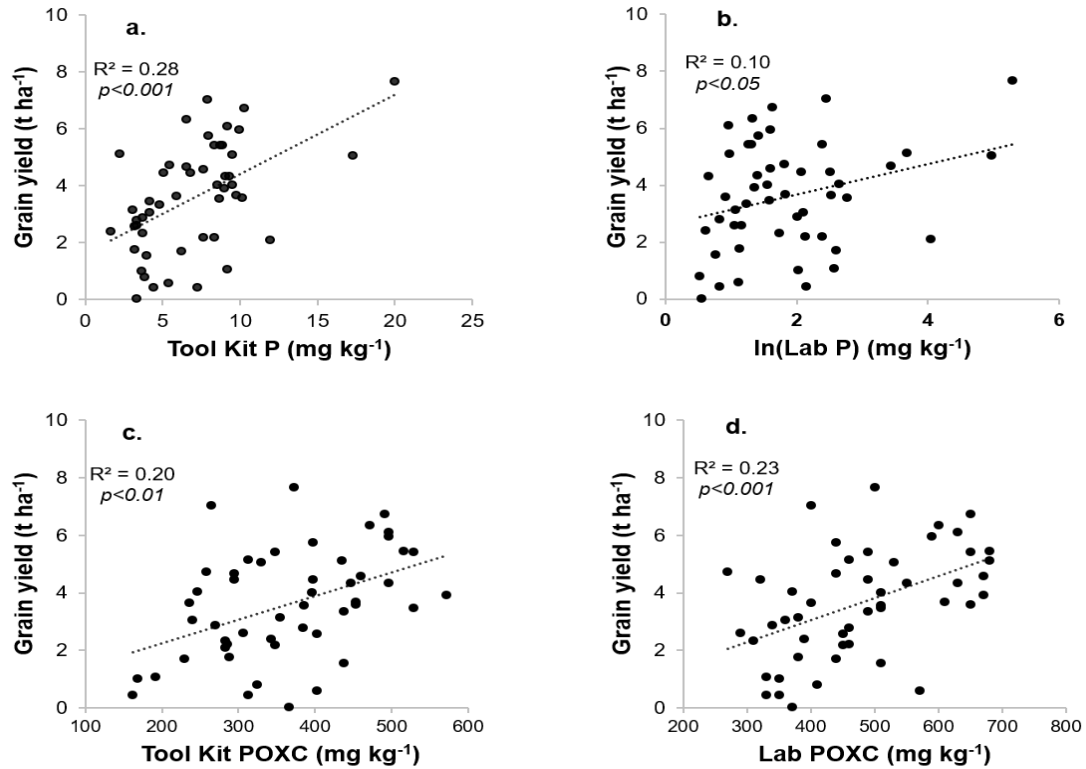 a.
R² = 0.28
p<0.001
Grain yield (t ha⁻¹)
10
8
6
4
2
0
0 5 10 15 20 25
Tool Kit P (mg kg⁻¹)
b.
R² = 0.10
p<0.05
Grain yield (t ha⁻¹)
10
8
6
4
2
0
0 2 4 6
ln(Lab P) (mg kg⁻¹)
c.
R² = 0.20
p<0.01
Grain yield (t ha⁻¹)
10
8
6
4
2
0
100 200 300 400 500 600
Tool Kit POXC (mg kg⁻¹)
d.
R² = 0.23
p<0.001
Grain yield (t ha⁻¹)
10
8
6
4
2
0
200 300 400 500 600 700 800
Lab POXC (mg kg⁻¹)